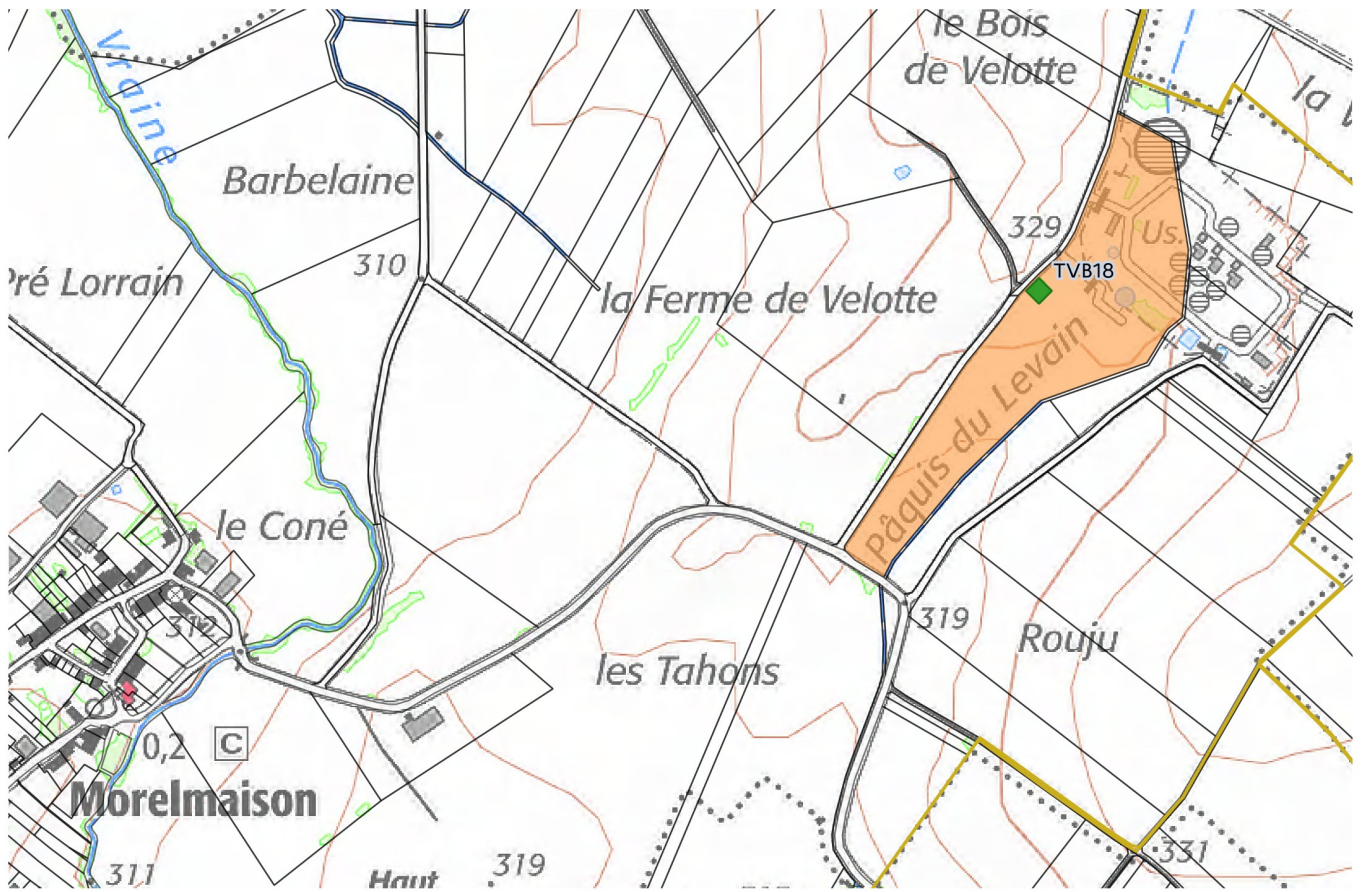 le Bois
de Velotte
Vraine
la V
Barbelaine
329
Us.
310
TVB18
Pré Lorrain
la Ferme de Velotte
Pâquis du Levain
le Coné
312
319
Rouju
les Tahons
0,2 C
Morelmaison
331
319
311
Haut